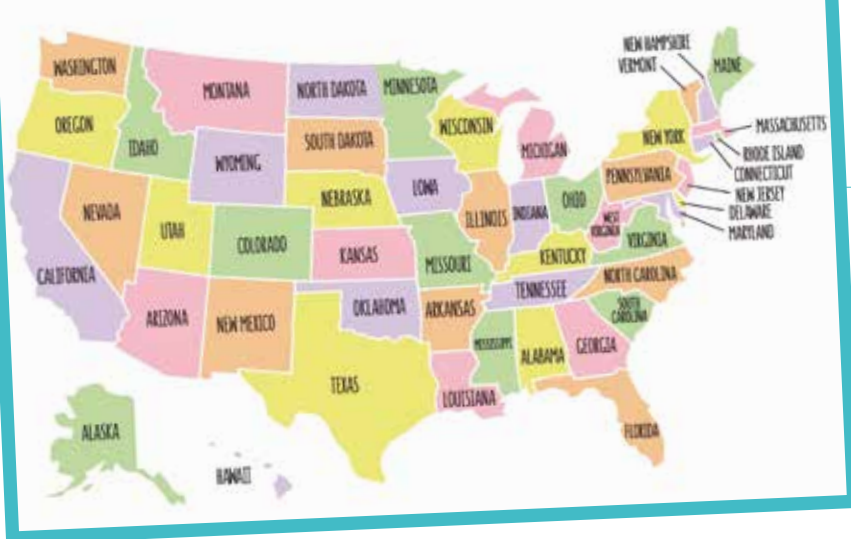 NEW HAMPSHIRE
VERMONT
MAINE
WASHINGTON
MONTANA
NORTH DAKOTA
MINNESOTA
OREGON
IDAHO
WISCONSIN
SOUTH DAKOTA
MICHIGAN
NEW YORK
MASSACHUSETTS
RHODE ISLAND
CONNECTICUT
WYOMING
PENNSYLVANIA
NEW JERSEY
DELAWARE
MARYLAND
NEVADA
UTAH
NEBRASKA
IOWA
ILLINOIS
INDIANA
OHIO
WEST
VIRGINIA
VIRGINIA
COLORADO
KANSAS
MISSOURI
KENTUCKY
CALIFORNIA
NORTH CAROLINA
TENNESSEE
SOUTH
CAROLINA
ARIZONA
NEW MEXICO
OKLAHOMA
ARKANSAS
MISSISSIPPI
ALABAMA
GEORGIA
TEXAS
LOUISIANA
ALASKA
FLORIDA
HAWAII